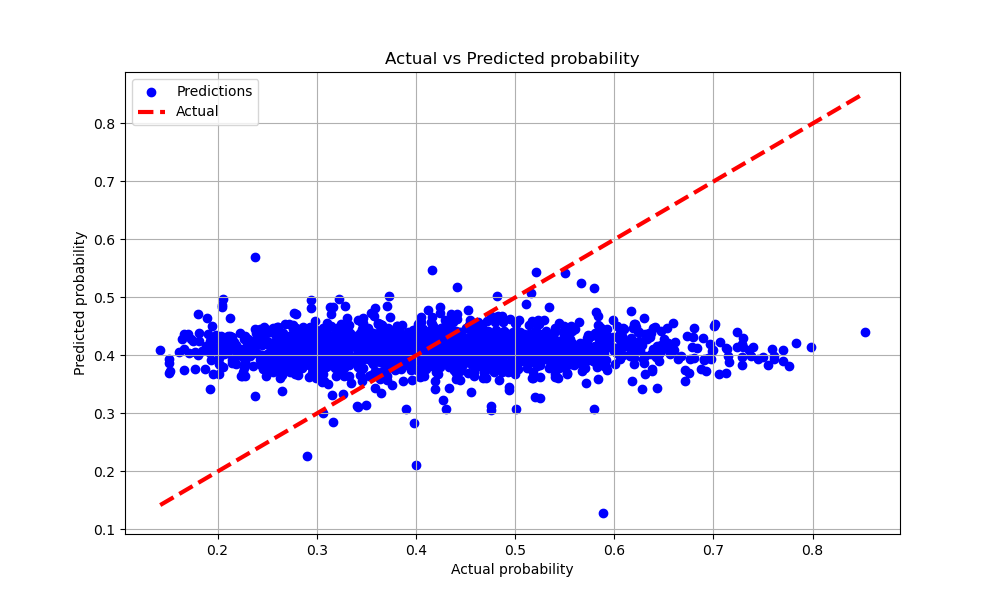 Actual vs Predicted probability
Predictions
Actual
Predicted probability
0.8
0.7
0.6
0.5
0.4
0.3
0.2
0.1
0.2 0.3 0.4 0.5 0.6 0.7 0.8
Actual probability